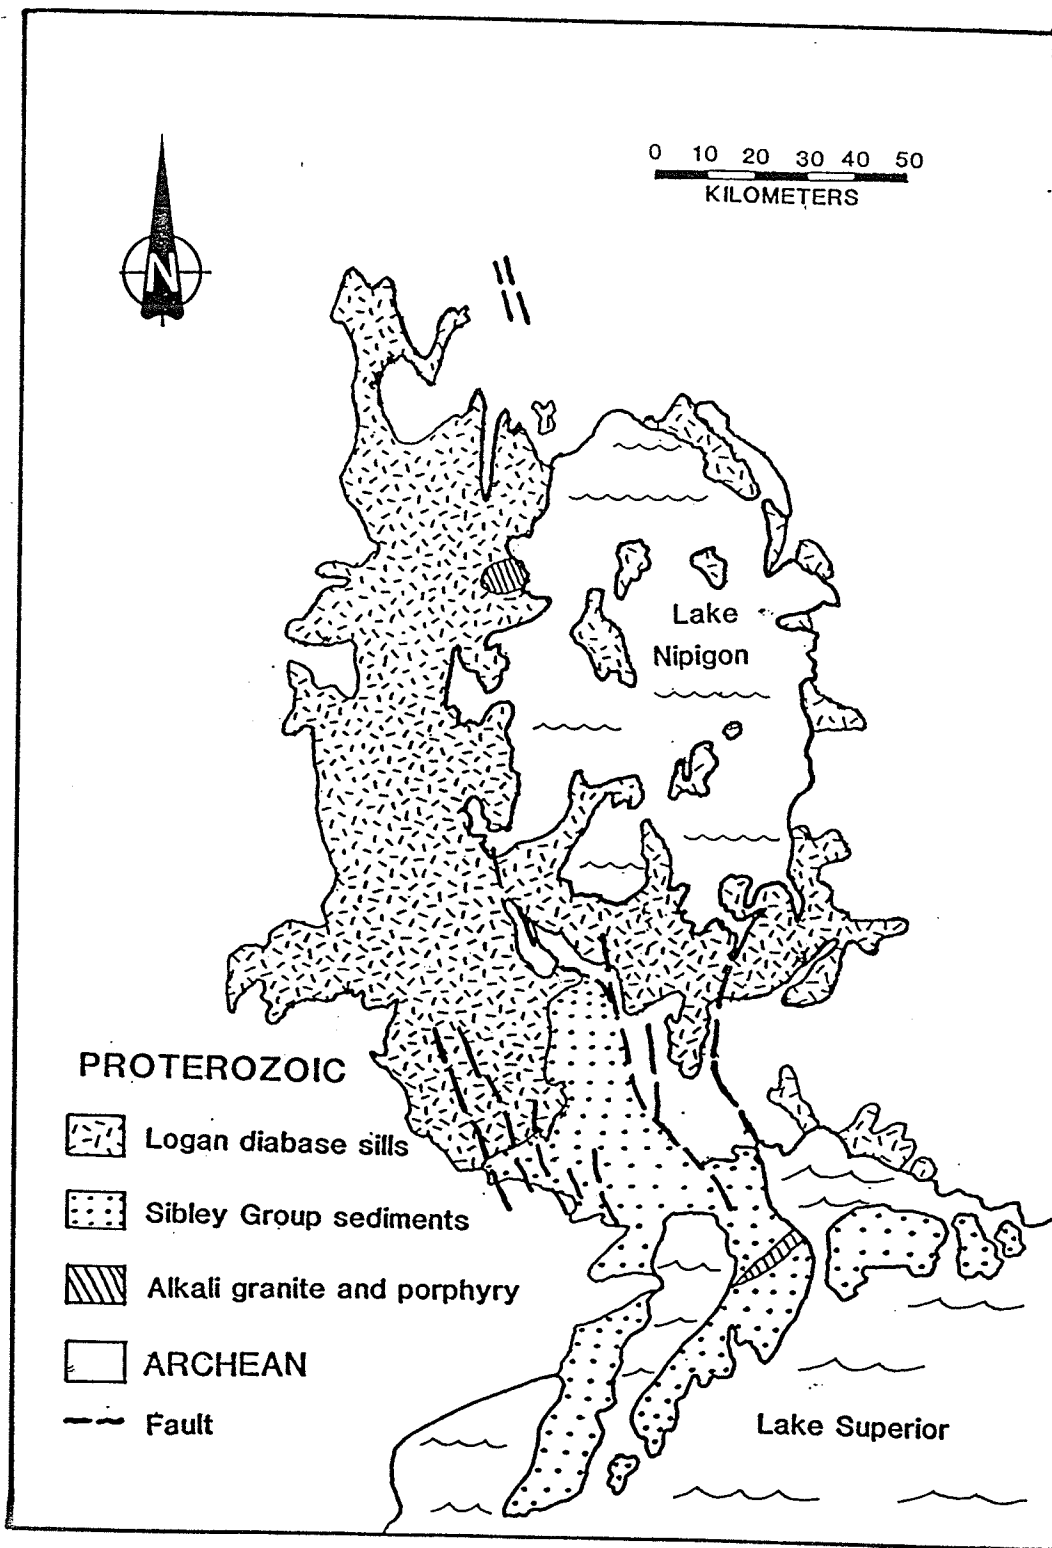 0 10 20 30 40 50
KILOMETERS
N
Lake
Nipigon
PROTEROZOIC
Logan diabase sills
Sibley Group sediments
Alkali granite and porphyry
ARCHEAN
Fault
Lake Superior